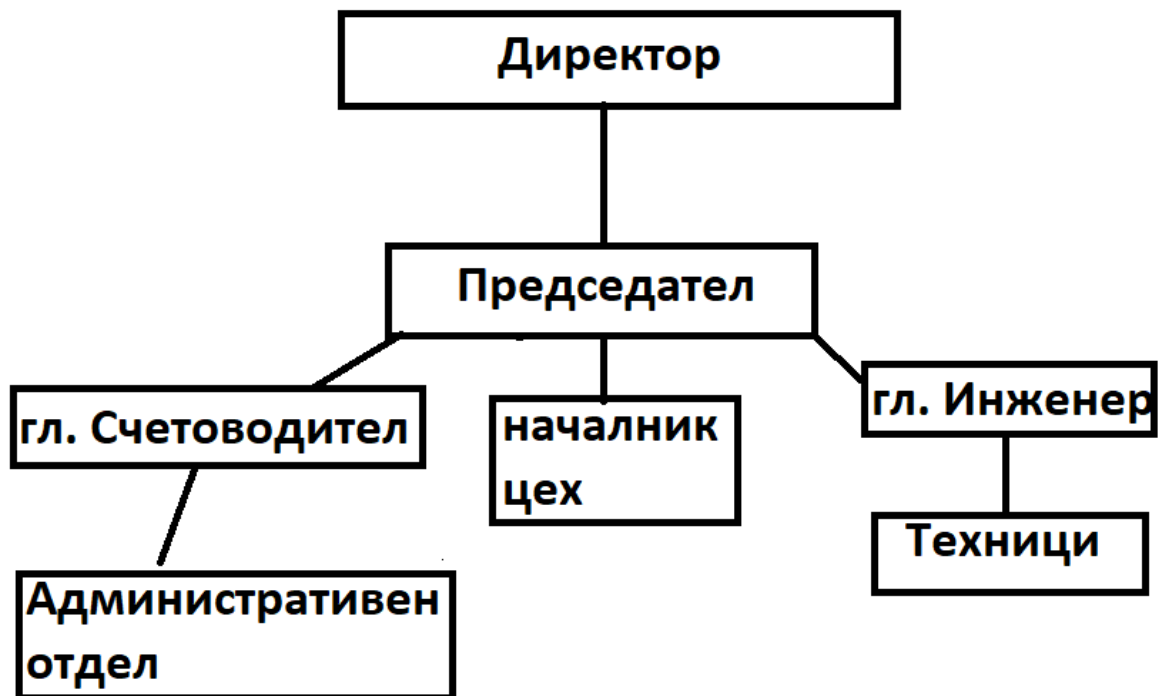 Директор
Председател
гл. Счетоводител
началник
цех
гл. Инженер
Техници
Административен
отдел